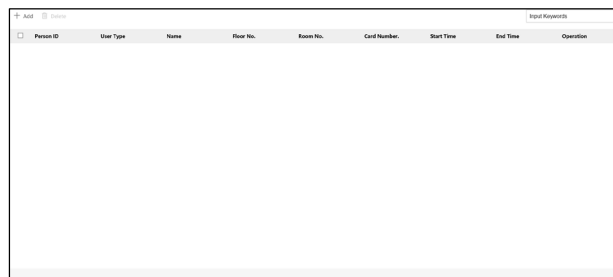 + Add Delete Input Keywords
Person ID User Type Name Floor No. Room No. Card Number. Start Time End Time Operation